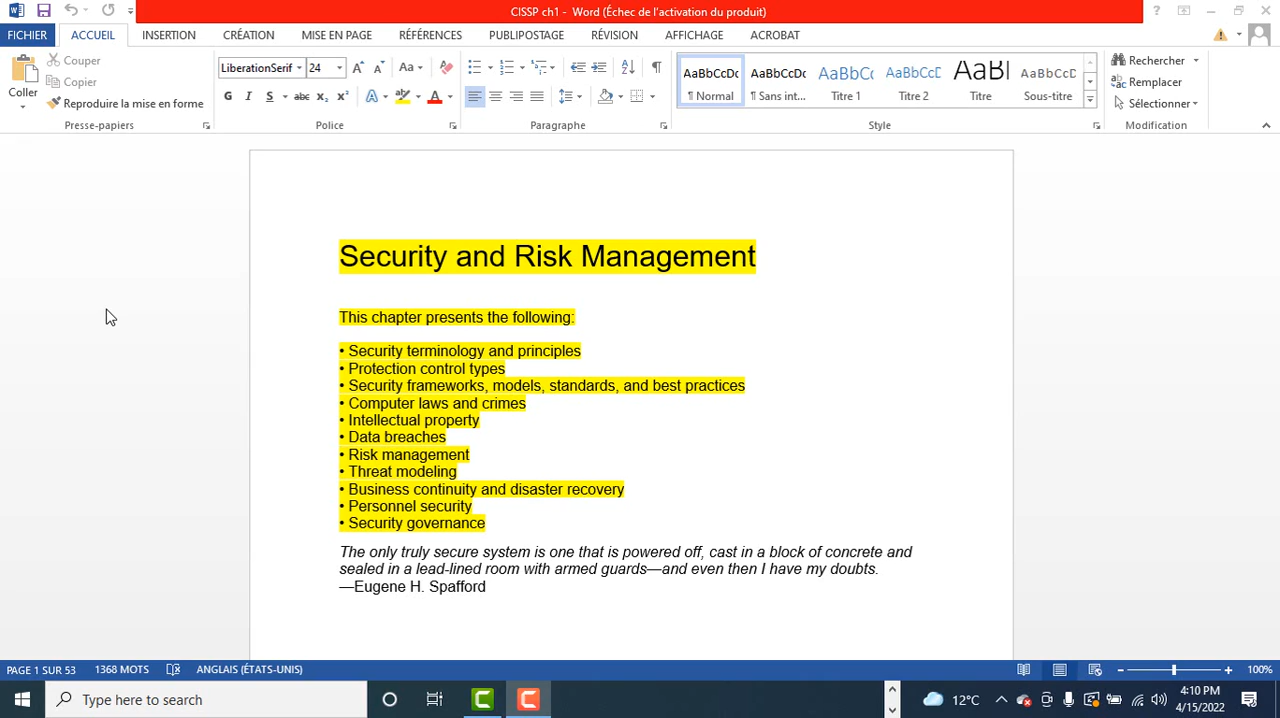 CISSP ch1 - Word (Échec de l'activation du produit)
FICHIER ACCUEIL INSERTION CRÉATION MISE EN PAGE RÉFÉRENCES PUBLIPOSTAGE RÉVISION AFFICHAGE ACROBAT
Coller
Couper
Copier
Reproduire la mise en forme
Presse-papiers
LiberationSerif 24
Police
Paragraphe
AaBbCcDc AaBbCcDc AaBbCc AaBbCcD AaBl AaBbCcD
¶ Normal ¶ Sans int... Titre 1 Titre 2 Titre Sous-titre
Style
Rechercher
Remplacer
Sélectionner
Modification
Security and Risk Management
This chapter presents the following:
• Security terminology and principles
• Protection control types
• Security frameworks, models, standards, and best practices
• Computer laws and crimes
• Intellectual property
• Data breaches
• Risk management
• Threat modeling
• Business continuity and disaster recovery
• Personnel security
• Security governance
The only truly secure system is one that is powered off, cast in a block of concrete and
sealed in a lead-lined room with armed guards—and even then I have my doubts.
—Eugene H. Spafford
PAGE 1 SUR 53 1368 MOTS ANGLAIS (ÉTATS-UNIS) 100%
Type here to search 12°C 4:10 PM
4/15/2022